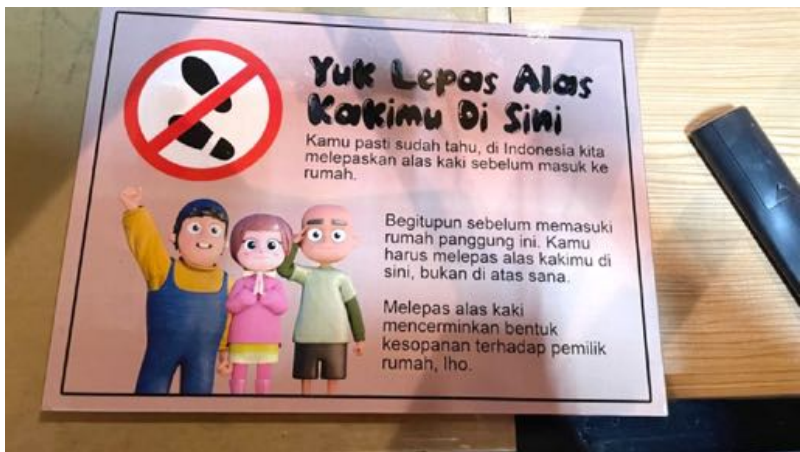 Yuk Lepas Alas
Kakimu Di Sini
Kamu pasti sudah tahu, di Indonesia kita
melepaskan alas kaki sebelum masuk ke
rumah.
Begitupun sebelum memasuki
rumah panggung ini. Kamu
harus melepas alas kakimu di
sini, bukan di atas sana.
Melepas alas kaki
mencerminkan bentuk
kesopanan terhadap pemilik
rumah, lho.